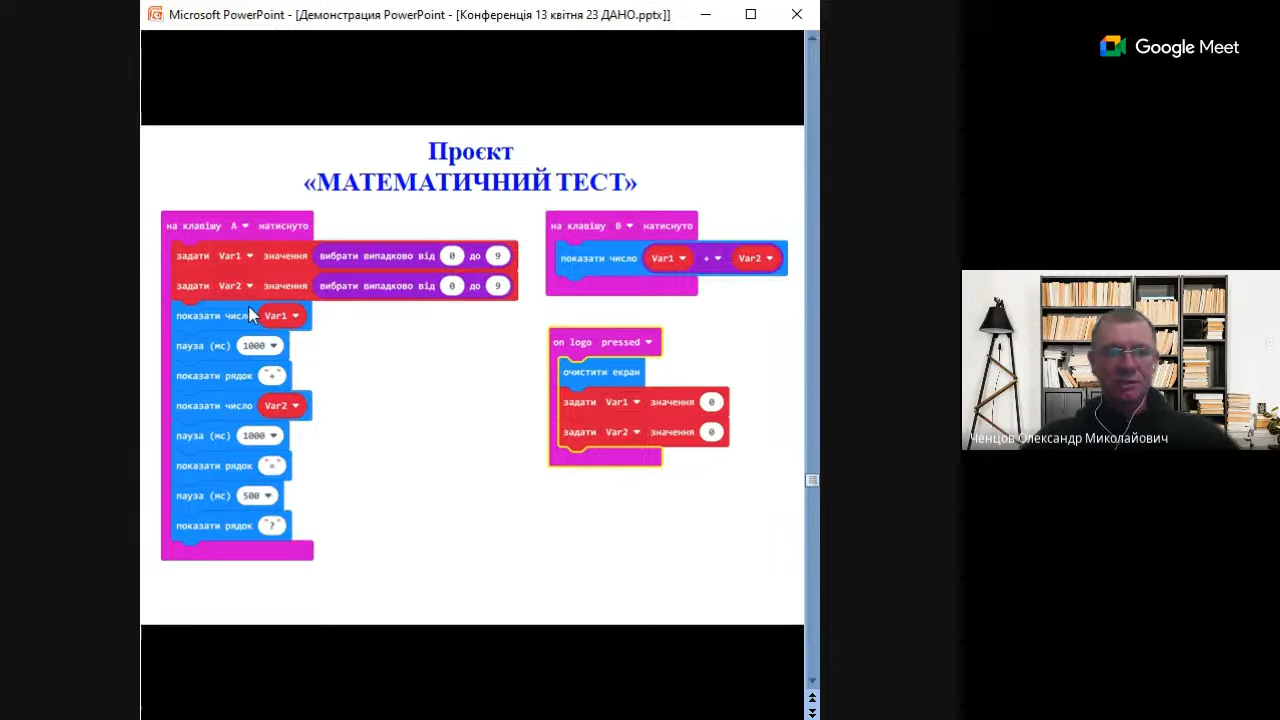 Microsoft PowerPoint - [Демонстрация PowerPoint - [Конференція 13 квітня 23 ДАНО.pptx]]
Google Meet
Проєкт
«МАТЕМАТИЧНИЙ ТЕСТ»
на клавішу A натиснуто
задати Var1 значення вибрати випадково від 0 до 9
задати Var2 значення вибрати випадково від 0 до 9
показати число Var1
пауза (мс) 1000
показати рядок "+"
показати число Var2
пауза (мс) 1000
показати рядок "="
пауза (мс) 500
показати рядок "?"
на клавішу B натиснуто
показати число Var1 + Var2
on logo pressed
очистити екран
задати Var1 значення 0
задати Var2 значення 0
Ченцов Олександр Миколайович